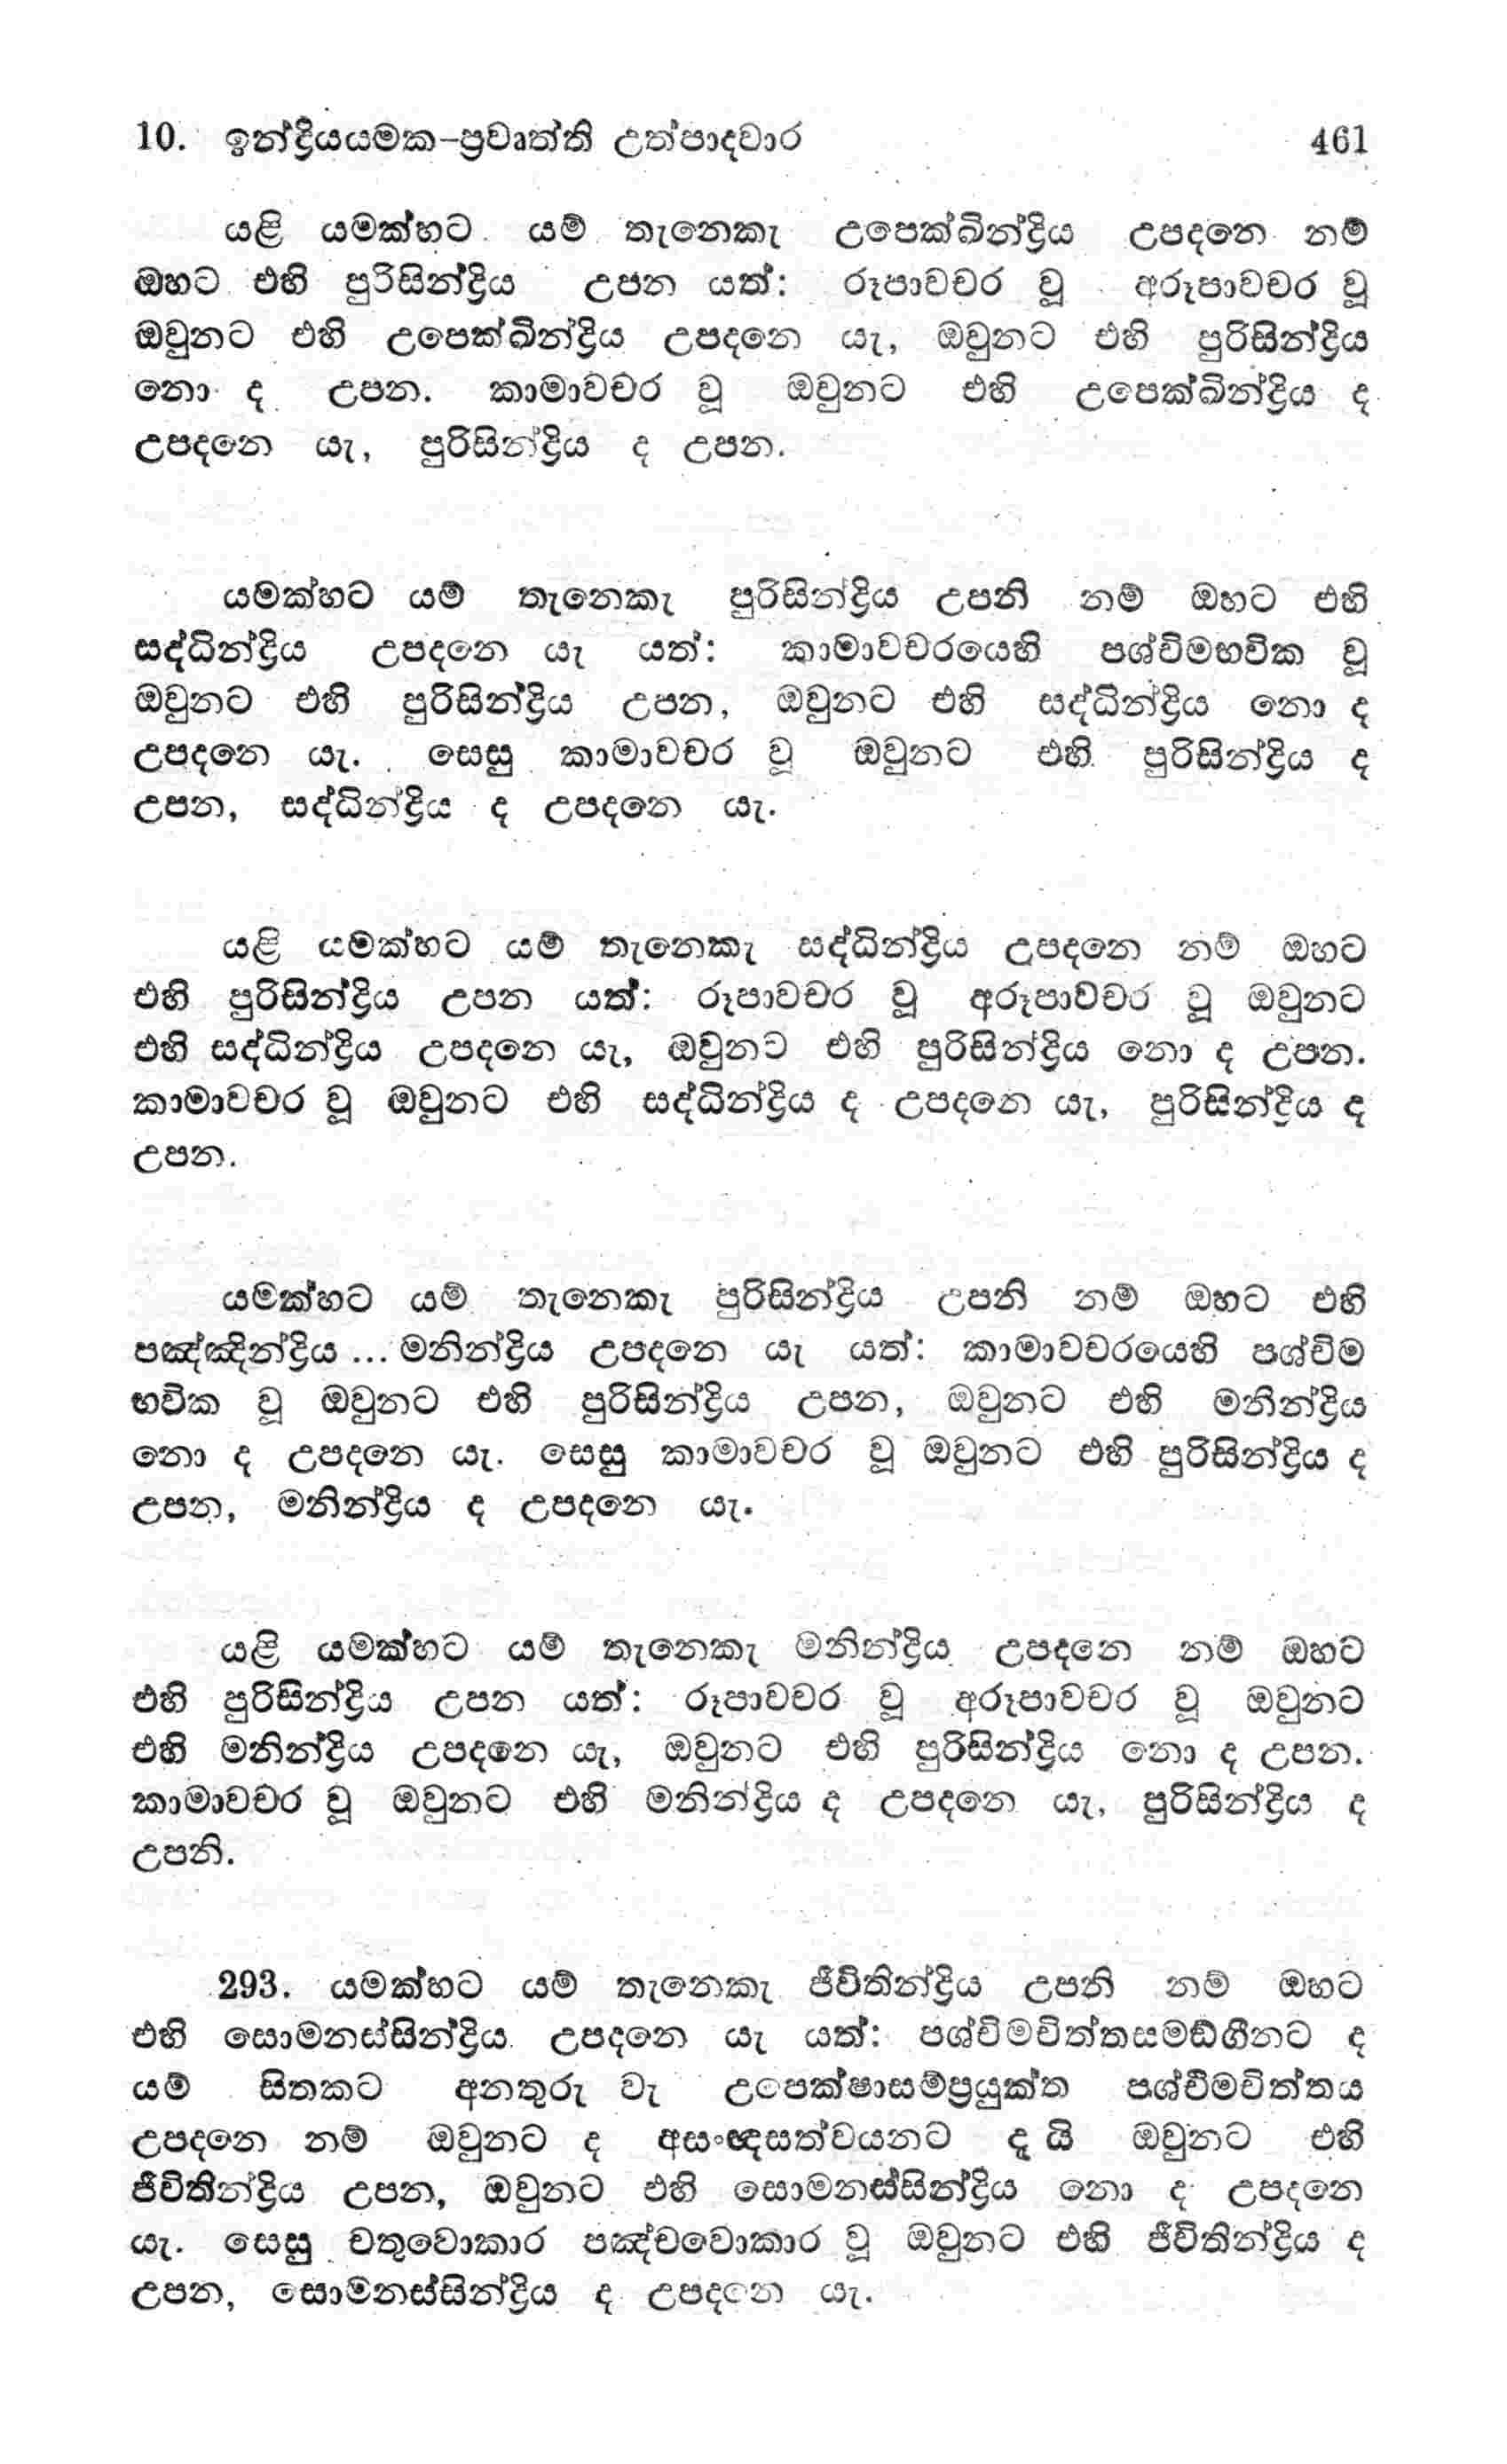 10. ඉන්ද්‍රියයමක-ප්‍රවෘත්ති උත්පාදවාර 461
යළි යමක්හට යම් තැනෙකැ උපෙක්ඛින්ද්‍රිය උපදනෙ නම්
ඔහට එහි පුරිසින්ද්‍රිය උපන යත්: රූපාවචර වූ අරූපාවචර වූ
ඔවුනට එහි උපෙක්ඛින්ද්‍රිය උපදනෙ යැ, ඔවුනට එහි පුරිසින්ද්‍රිය
නො ද උපන. කාමාවචර වූ ඔවුනට එහි උපෙක්ඛින්ද්‍රිය ද
උපදනෙ යැ, පුරිසින්ද්‍රිය ද උපන.
යමක්හට යම් තැනෙකැ පුරිසින්ද්‍රිය උපනි නම් ඔහට එහි
සද්ධින්ද්‍රිය උපදනෙ යැ යත්: කාමාවචරයෙහි පශ්චිමභවික වූ
ඔවුනට එහි පුරිසින්ද්‍රිය උපන, ඔවුනට එහි සද්ධින්ද්‍රිය නො ද
උපදනෙ යැ. සෙසු කාමාවචර වූ ඔවුනට එහි පුරිසින්ද්‍රිය ද
උපන, සද්ධින්ද්‍රිය ද උපදනෙ යැ.
යළි යමක්හට යම් තැනෙකැ සද්ධින්ද්‍රිය උපදනෙ නම් ඔහට
එහි පුරිසින්ද්‍රිය උපන යත්: රූපාවචර වූ අරූපාවචර වූ ඔවුනට
එහි සද්ධින්ද්‍රිය උපදනෙ යැ, ඔවුනට එහි පුරිසින්ද්‍රිය නො ද උපන.
කාමාවචර වූ ඔවුනට එහි සද්ධින්ද්‍රිය ද උපදනෙ යැ, පුරිසින්ද්‍රිය ද
උපන.
යමක්හට යම් තැනෙකැ පුරිසින්ද්‍රිය උපනි නම් ඔහට එහි
පඤ්ඤින්ද්‍රිය ... මනින්ද්‍රිය උපදනෙ යැ යත්: කාමාවචරයෙහි පශ්චිම
භවික වූ ඔවුනට එහි පුරිසින්ද්‍රිය උපන, ඔවුනට එහි මනින්ද්‍රිය
නො ද උපදනෙ යැ. සෙසු කාමාවචර වූ ඔවුනට එහි පුරිසින්ද්‍රිය ද
උපන, මනින්ද්‍රිය ද උපදනෙ යැ.
යළි යමක්හට යම් තැනෙකැ මනින්ද්‍රිය උපදනෙ නම් ඔහට
එහි පුරිසින්ද්‍රිය උපන යත්: රූපාවචර වූ අරූපාවචර වූ ඔවුනට
එහි මනින්ද්‍රිය උපදනෙ යැ, ඔවුනට එහි පුරිසින්ද්‍රිය නො ද උපන.
කාමාවචර වූ ඔවුනට එහි මනින්ද්‍රිය ද උපදනෙ යැ, පුරිසින්ද්‍රිය ද
උපනි.
293. යමක්හට යම් තැනෙකැ ජීවිතින්ද්‍රිය උපනි නම් ඔහට
එහි සොමනස්සින්ද්‍රිය උපදනෙ යැ යත්: පශ්චිමචිත්තසමඞ්ගීනට ද
යම් සිතකට අනතුරු වැ උපෙක්ෂාසම්ප්‍රයුක්ත පශ්චිමචිත්තය
උපදනෙ නම් ඔවුනට ද අසංඥසත්වයනට ද යි ඔවුනට එහි
ජීවිතින්ද්‍රිය උපන, ඔවුනට එහි සොමනස්සින්ද්‍රිය නො ද උපදනෙ
යැ. සෙසු චතුවොකාර පඤ්චවොකාර වූ ඔවුනට එහි ජීවිතින්ද්‍රිය ද
උපන, සොමනස්සින්ද්‍රිය ද උපදනෙ යැ.